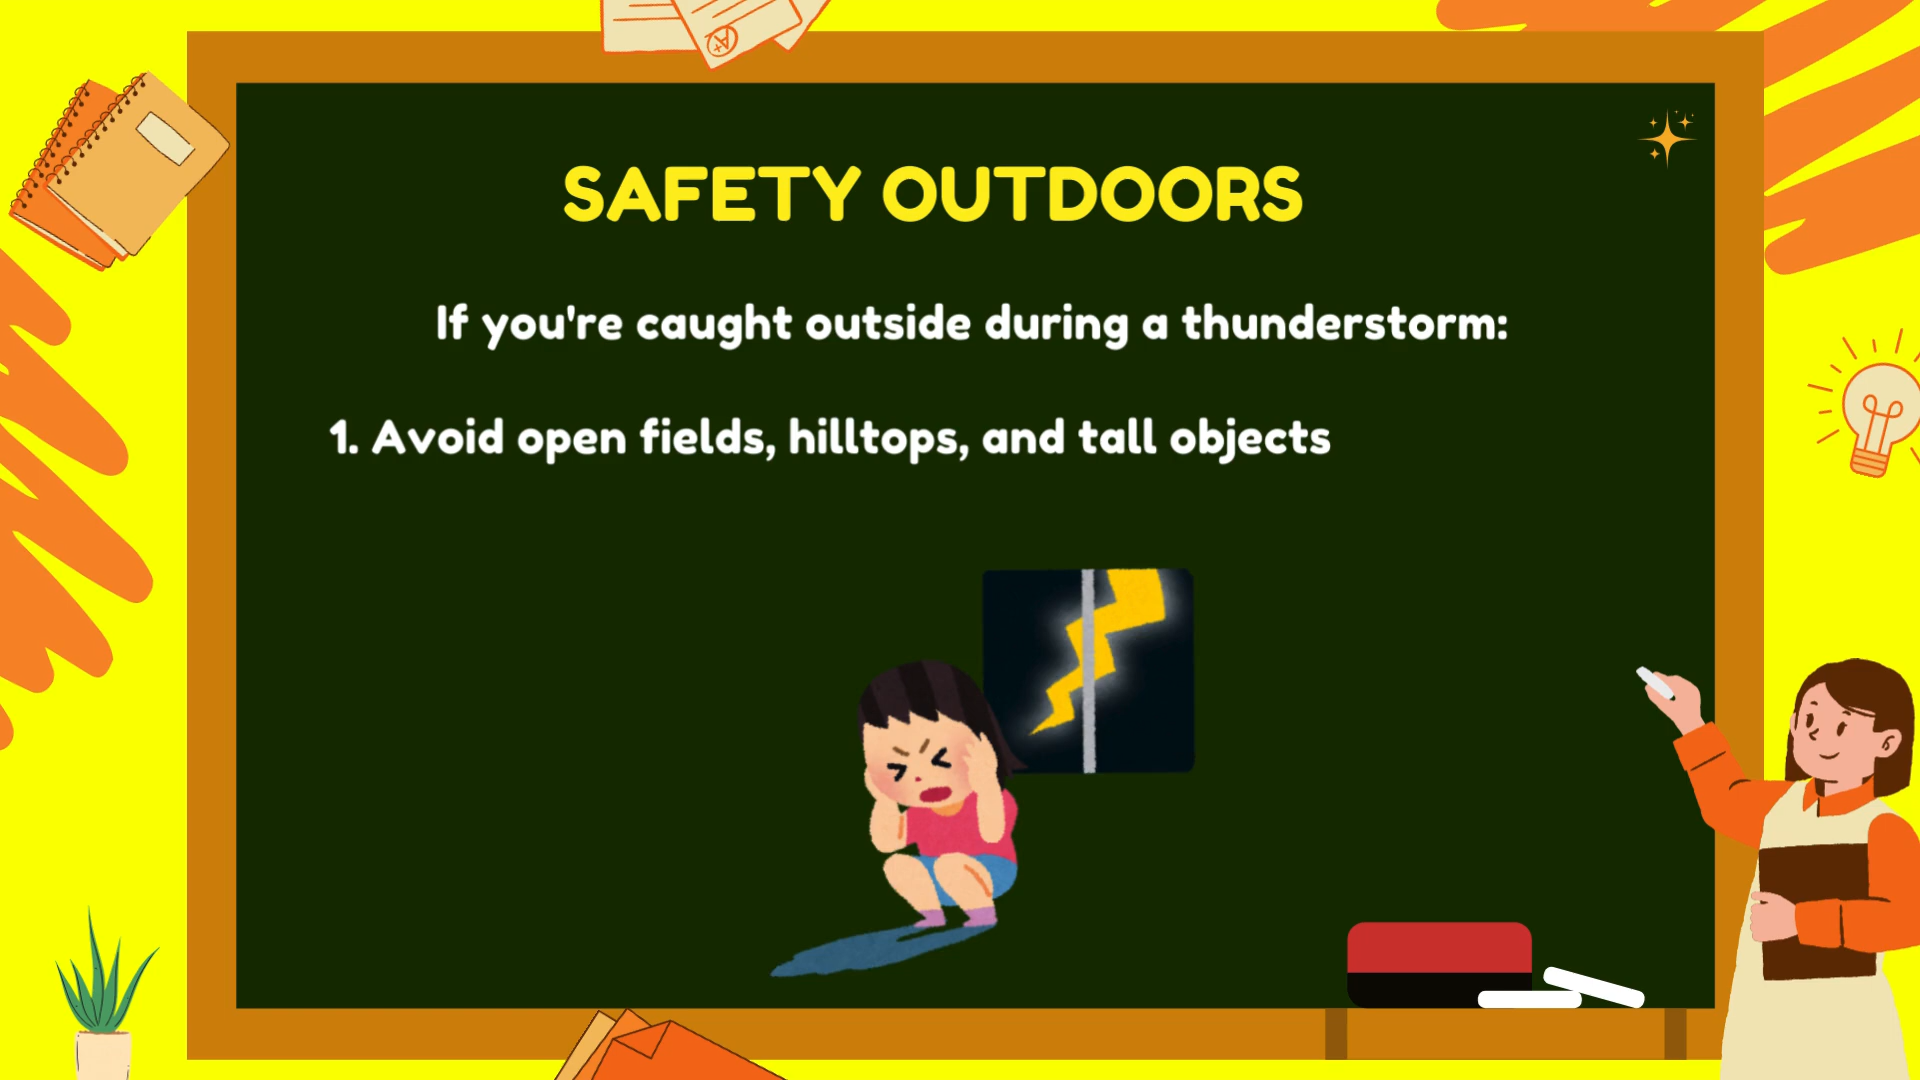 A+
SAFETY OUTDOORS
If you're caught outside during a thunderstorm:
1. Avoid open fields, hilltops, and tall objects